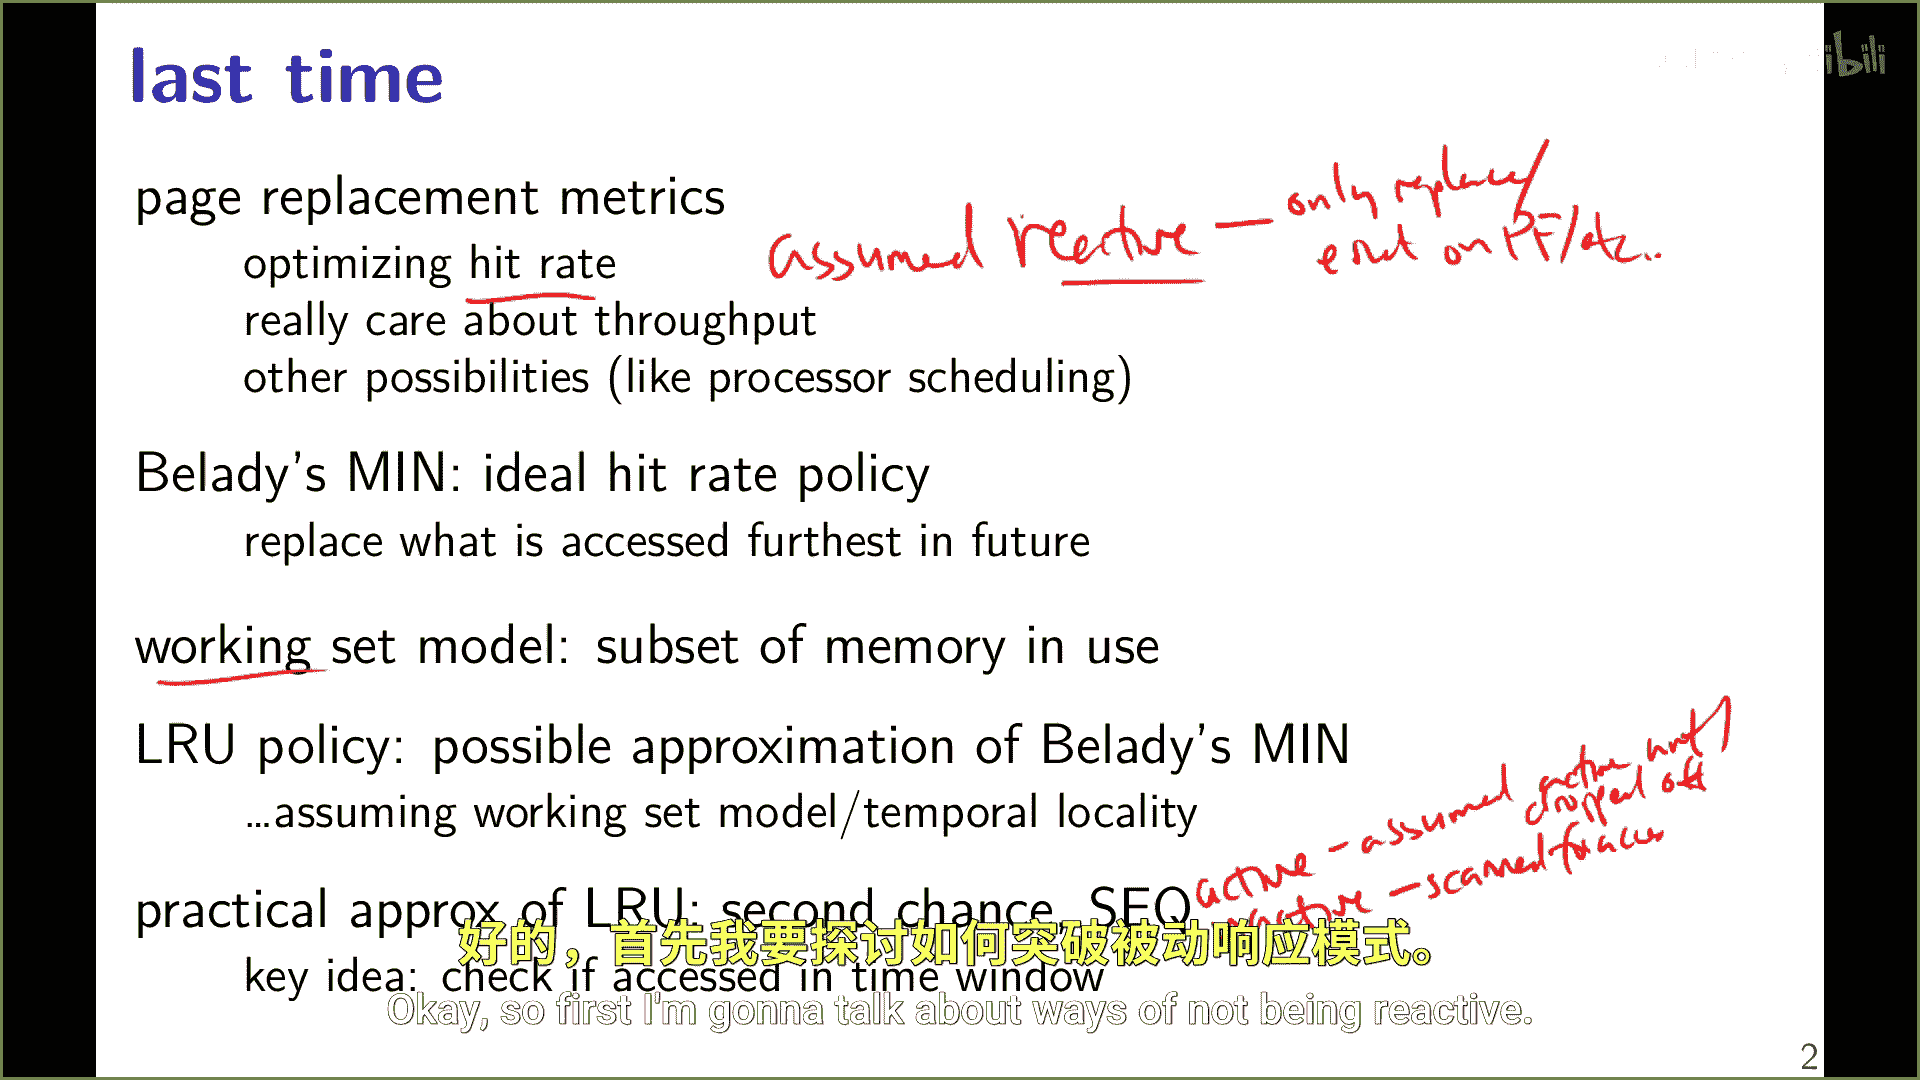 last time
bili
page replacement metrics
assumed reactive — only replace/
evict on PF/etc..
optimizing hit rate
really care about throughput
other possibilities (like processor scheduling)
Belady's MIN: ideal hit rate policy
replace what is accessed furthest in future
working set model: subset of memory in use
LRU policy: possible approximation of Belady's MIN
...assuming working set model/temporal locality
active - assumed active until
dropped off
practical approx of LRU: second chance, SEQ
- scanned for access
key idea: check if accessed in time window
好的，首先我要探讨如何突破被动响应模式。
Okay, so first I'm gonna talk about ways of not being reactive.
2